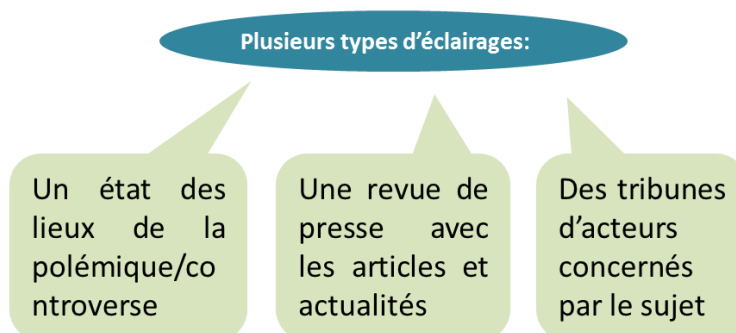 Plusieurs types d’éclairages:
Un état des
lieux de la
polémique/co
ntroverse
Une revue de
presse avec
les articles et
actualités
Des tribunes
d’acteurs
concernés
par le sujet